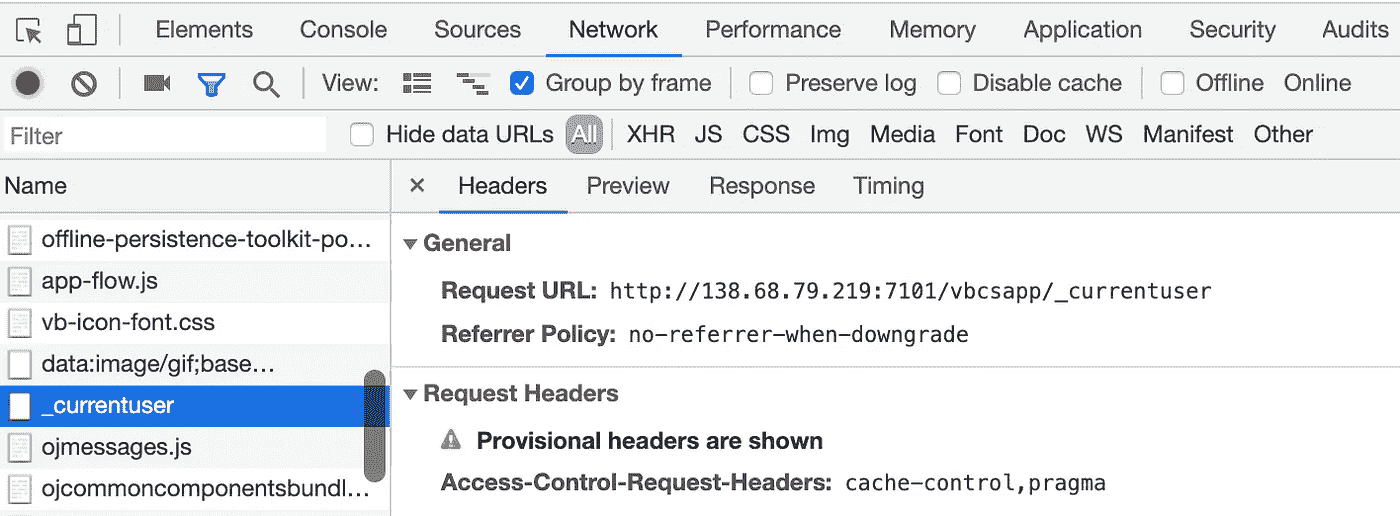 Elements Console Sources Network Performance Memory Application Security Audits
View: Group by frame Preserve log Disable cache Offline Online
Filter Hide data URLs All XHR JS CSS Img Media Font Doc WS Manifest Other
Name
offline-persistence-toolkit-po…
app-flow.js
vb-icon-font.css
data:image/gif;base…
_currentuser
ojmessages.js
ojcommoncomponentsbundl…
× Headers Preview Response Timing
General
Request URL: http://138.68.79.219:7101/vbcsapp/_currentuser
Referrer Policy: no-referrer-when-downgrade
Request Headers
Provisional headers are shown
Access-Control-Request-Headers: cache-control,pragma